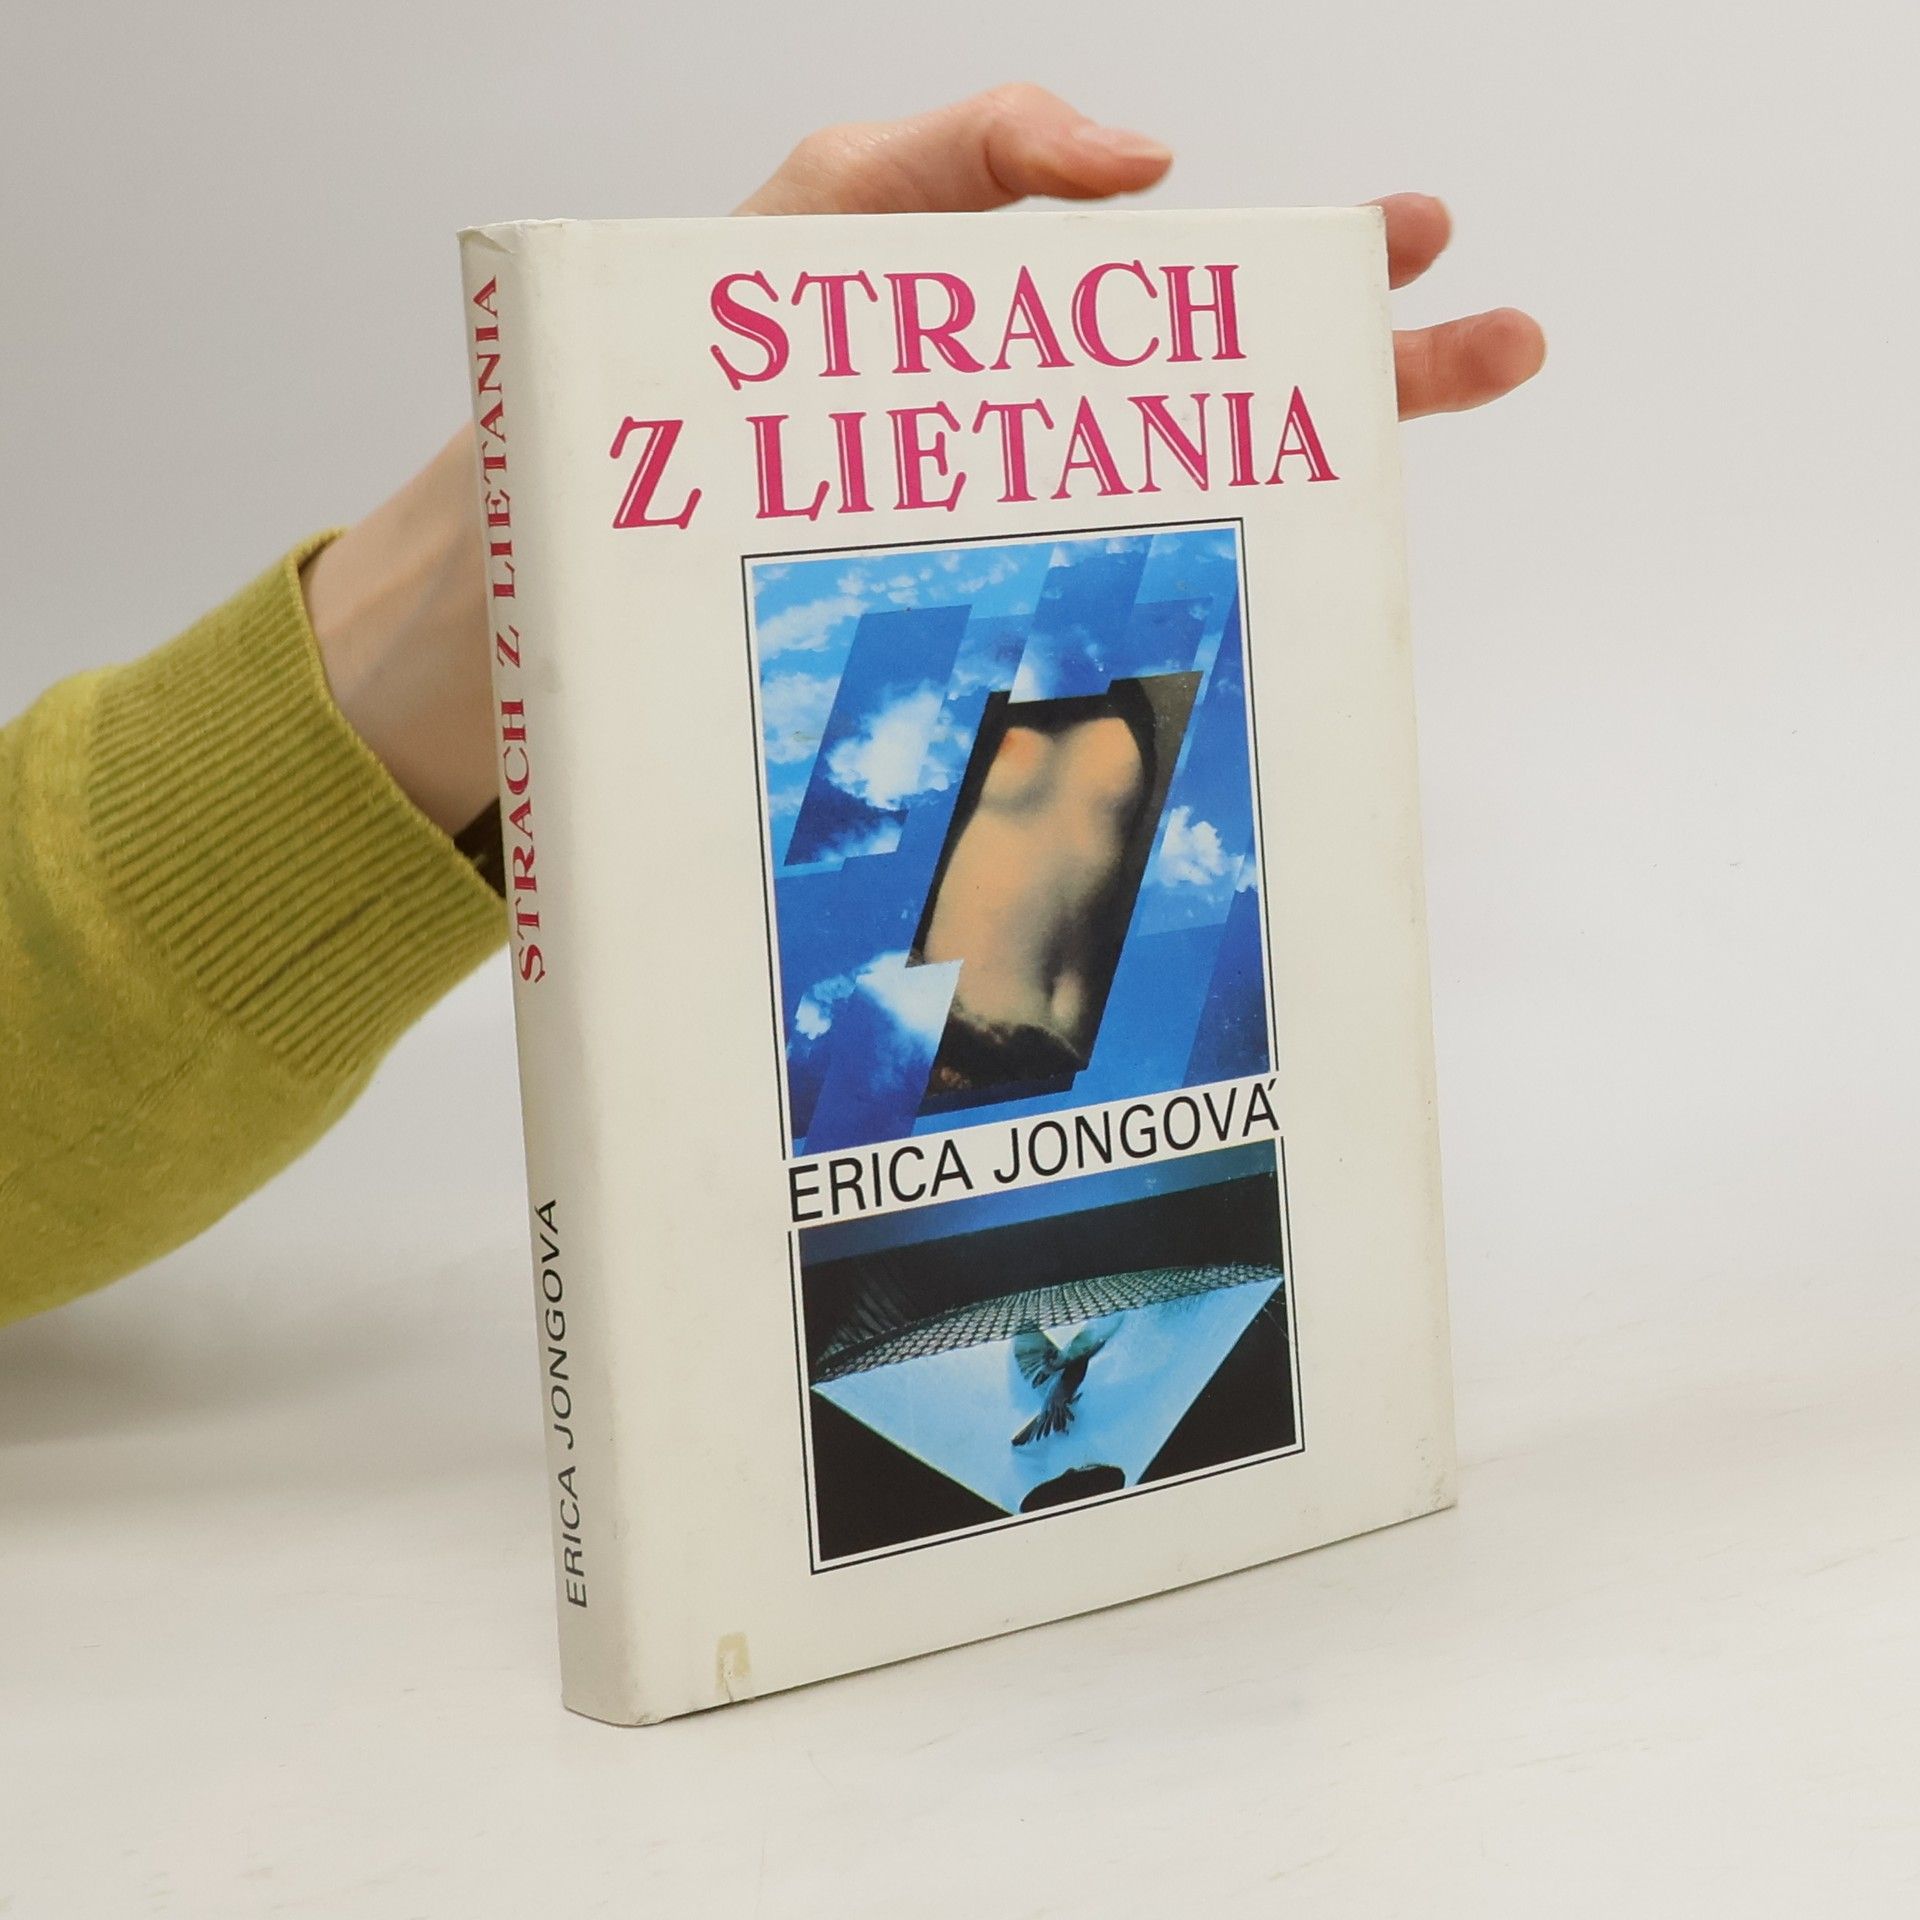 STRACH
Z LIETANIA
ERICA JONGOVÁ
STRACH Z LIETANIA
ERICA JONGOVÁ